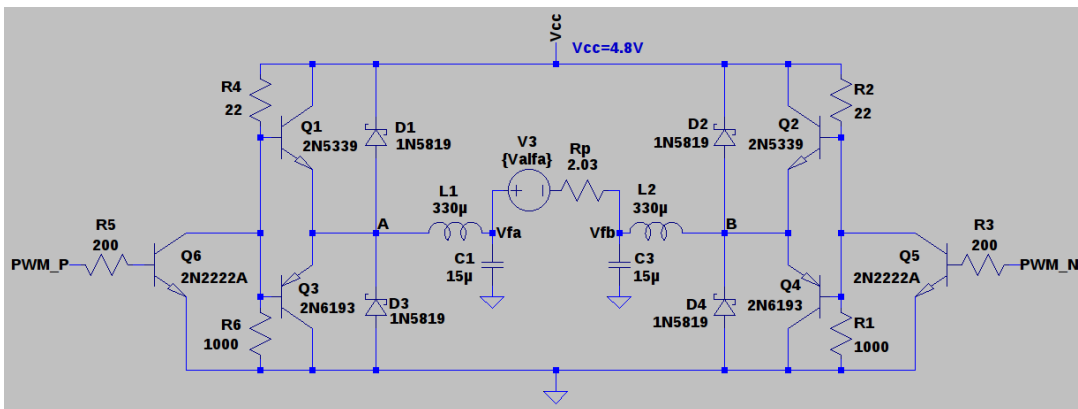 Vcc
Vcc=4.8V
R4
22
Q1
2N5339
D1
1N5819
V3
{Valfa}
Rp
2.03
D2
1N5819
Q2
2N5339
R2
22
L1
330µ
L2
330µ
A
B
R5
200
PWM_P
Q6
2N2222A
Vfa
Vfb
C1
15µ
C3
15µ
R3
200
PWM_N
Q5
2N2222A
Q3
2N6193
D3
1N5819
D4
1N5819
Q4
2N6193
R6
1000
R1
1000